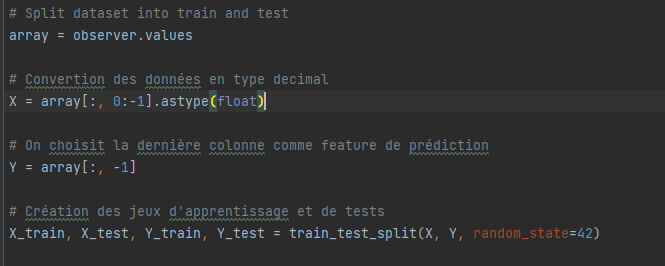 # Split dataset into train and test
array = observer.values
# Convertion des données en type decimal
X = array[:, 0:-1].astype(float)
# On choisit la dernière colonne comme feature de prédiction
Y = array[:, -1]
# Création des jeux d'apprentissage et de tests
X_train, X_test, Y_train, Y_test = train_test_split(X, Y, random_state=42)